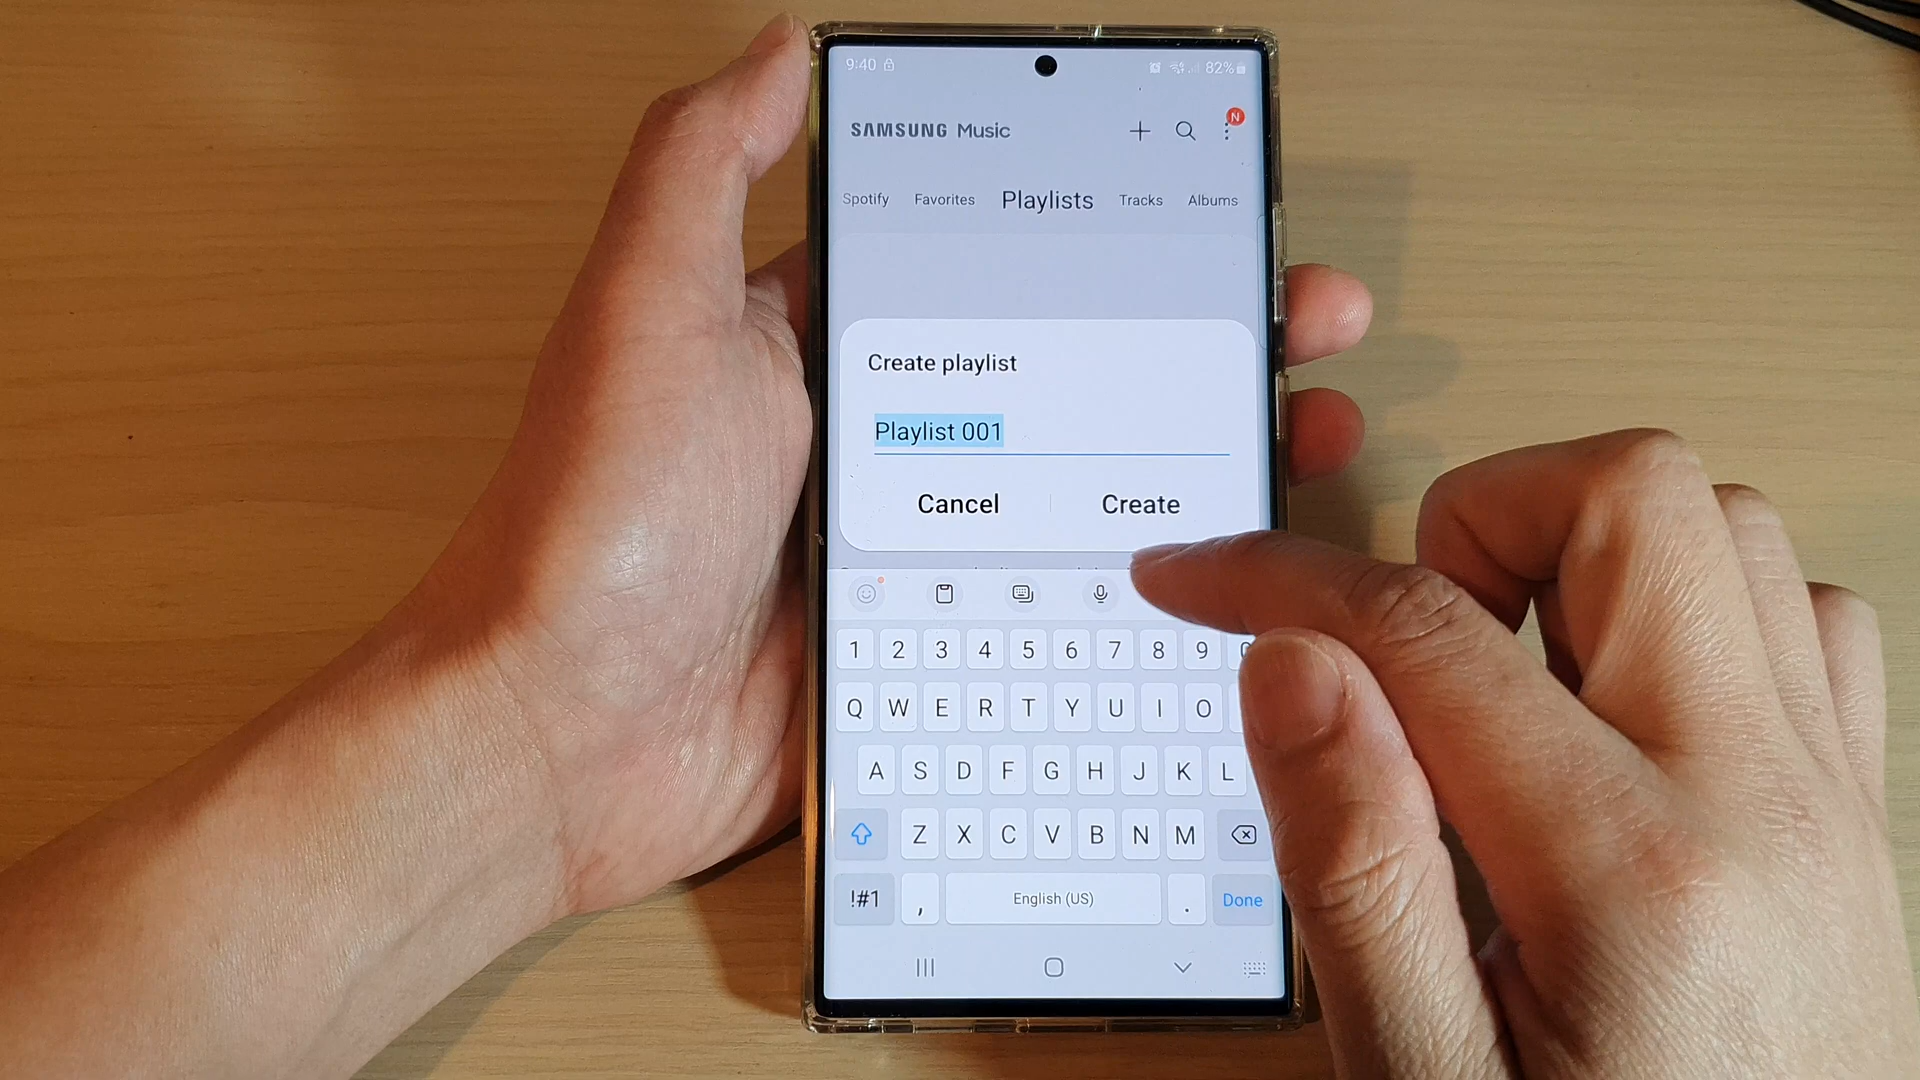 9:40 82%
SAMSUNG Music
N
Spotify Favorites Playlists Tracks Albums
Create playlist
Playlist 001
Cancel Create
1 2 3 4 5 6 7 8 9
Q W E R T Y U I O
A S D F G H J K L
Z X C V B N M
!#1 , English (US) . Done